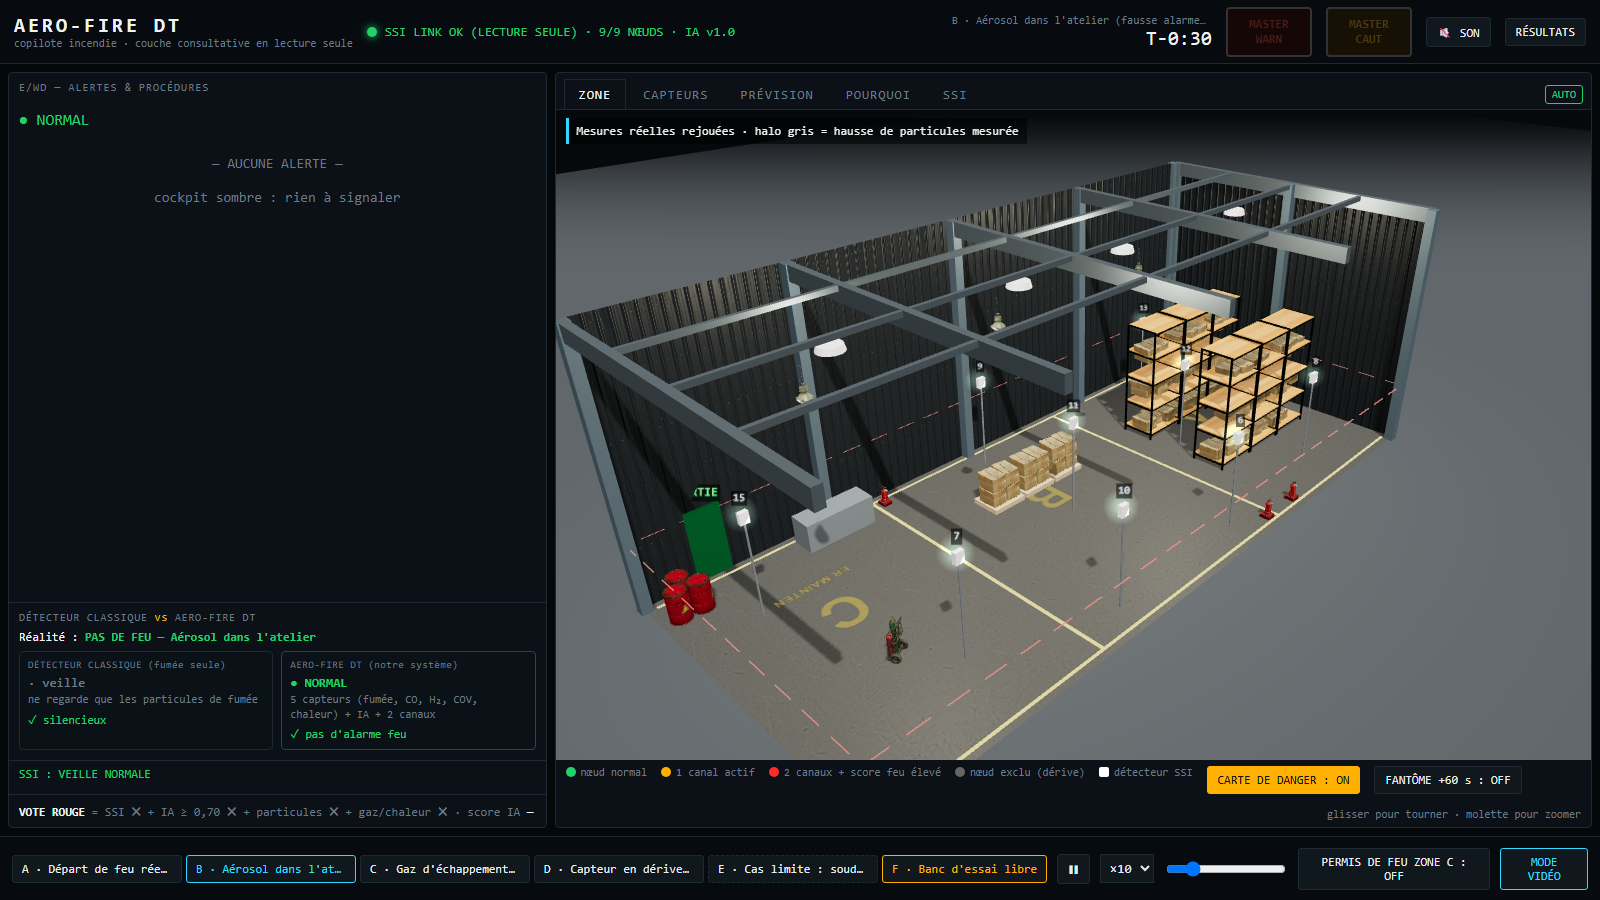 AERO-FIRE DT
copilote incendie · couche consultative en lecture seule
SSI LINK OK (LECTURE SEULE) · 9/9 NŒUDS · IA v1.0
B · Aérosol dans l'atelier (fausse alarme…
T-0:30
MASTER
WARN
MASTER
CAUT
SON
RÉSULTATS
E/WD — ALERTES & PROCÉDURES
NORMAL
— AUCUNE ALERTE —
cockpit sombre : rien à signaler
ZONE
CAPTEURS
PRÉVISION
POURQUOI
SSI
AUTO
Mesures réelles rejouées · halo gris = hausse de particules mesurée
13
12
8
9
11
6
10
15
7
TIE
C
B
ER MAINTEN
DÉTECTEUR CLASSIQUE vs AERO-FIRE DT
Réalité : PAS DE FEU — Aérosol dans l'atelier
DÉTECTEUR CLASSIQUE (fumée seule)
· veille
ne regarde que les particules de fumée
✓ silencieux
AERO-FIRE DT (notre système)
● NORMAL
5 capteurs (fumée, CO, H₂, COV,
chaleur) + IA + 2 canaux
✓ pas d'alarme feu
SSI : VEILLE NORMALE
VOTE ROUGE = SSI ✕ + IA ≥ 0,70 ✕ + particules ✕ + gaz/chaleur ✕ · score IA —
nœud normal
1 canal actif
2 canaux + score feu élevé
nœud exclu (dérive)
détecteur SSI
CARTE DE DANGER : ON
FANTÔME +60 s : OFF
glisser pour tourner · molette pour zoomer
A · Départ de feu rée…
B · Aérosol dans l'at…
C · Gaz d'échappement…
D · Capteur en dérive…
E · Cas limite : soud…
F · Banc d'essai libre
×10
PERMIS DE FEU ZONE C :
OFF
MODE
VIDÉO